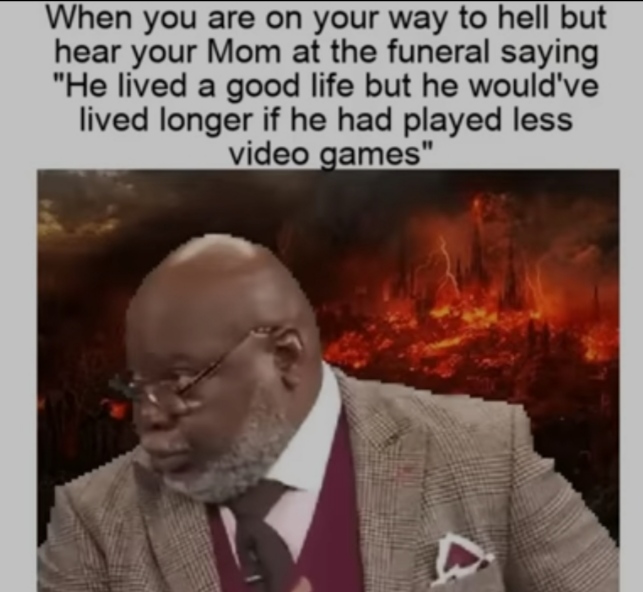 When you are on your way to hell but
hear your Mom at the funeral saying
"He lived a good life but he would've
lived longer if he had played less
video games"